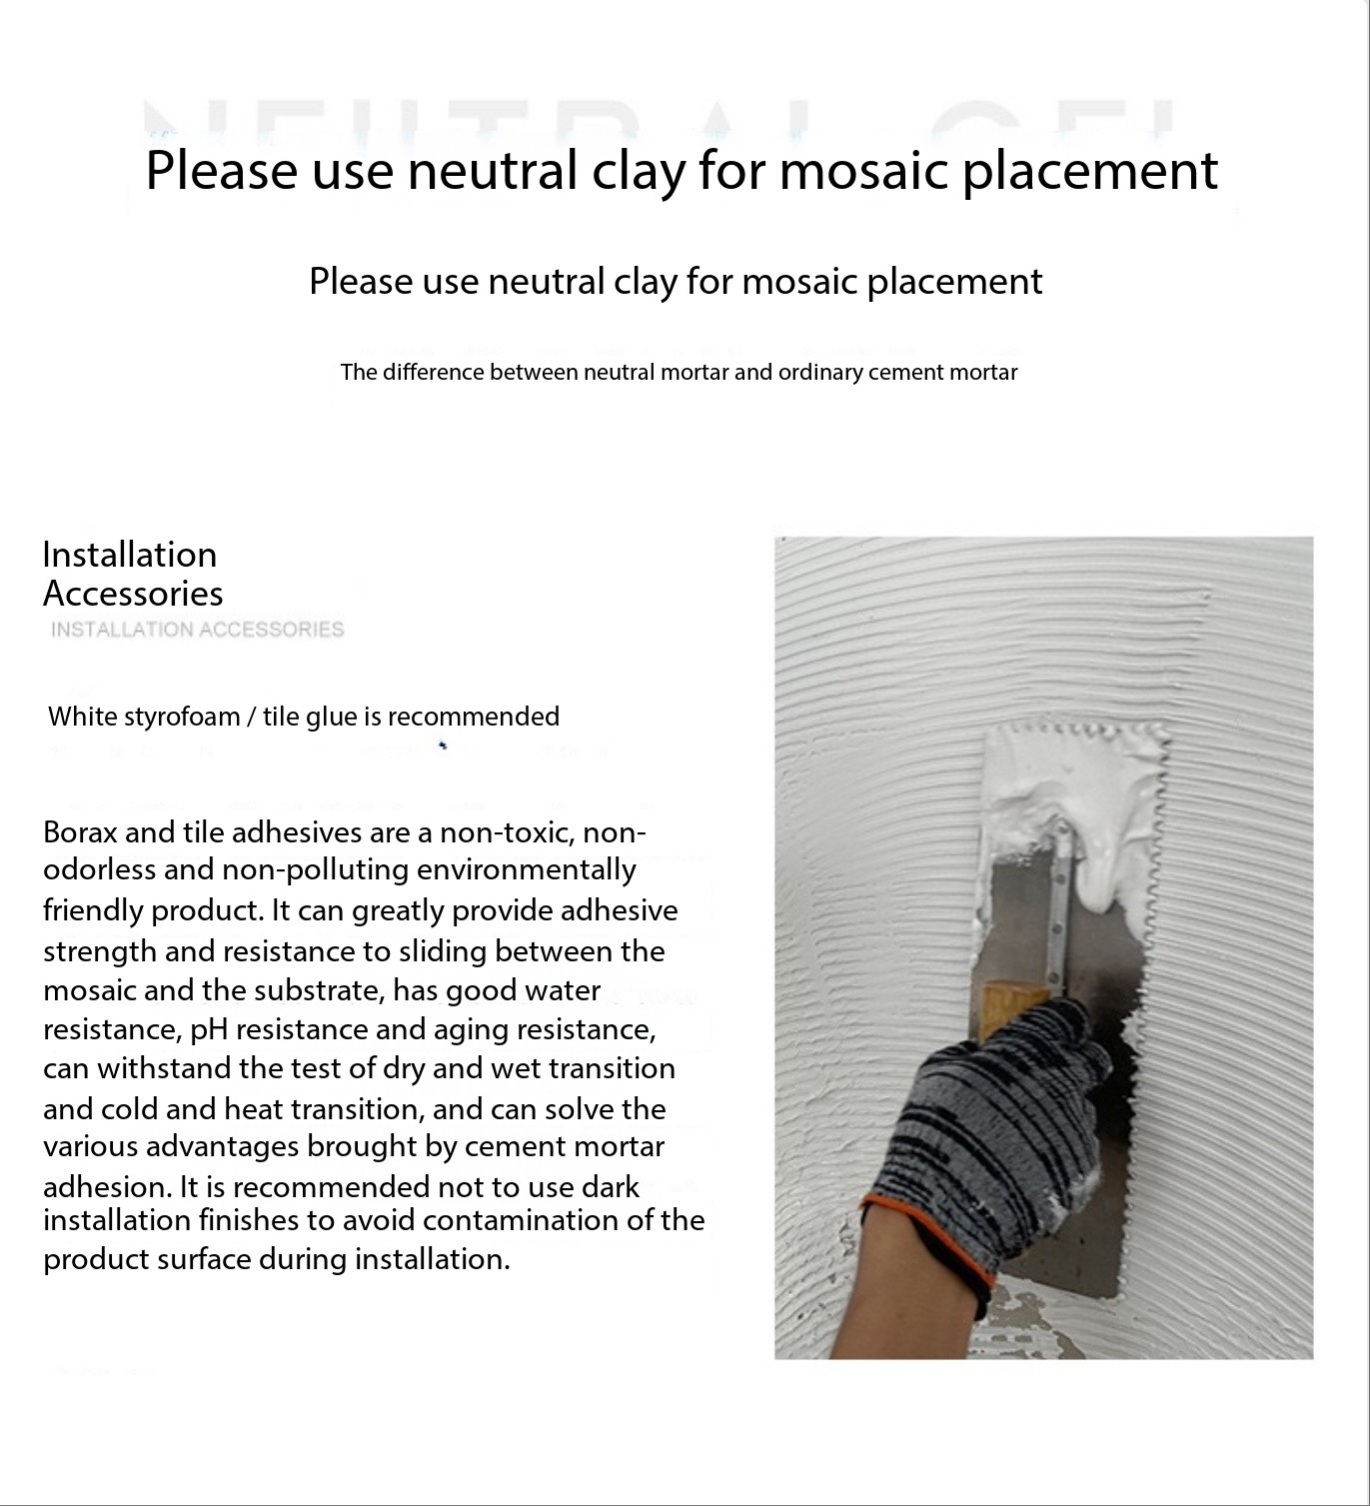 NEUTRAL GEL
Please use neutral clay for mosaic placement
Please use neutral clay for mosaic placement
The difference between neutral mortar and ordinary cement mortar
Installation
Accessories
INSTALLATION ACCESSORIES
White styrofoam / tile glue is recommended
Borax and tile adhesives are a non-toxic, non-
odorless and non-polluting environmentally
friendly product. It can greatly provide adhesive
strength and resistance to sliding between the
mosaic and the substrate, has good water
resistance, pH resistance and aging resistance,
can withstand the test of dry and wet transition
and cold and heat transition, and can solve the
various advantages brought by cement mortar
adhesion. It is recommended not to use dark
installation finishes to avoid contamination of the
product surface during installation.